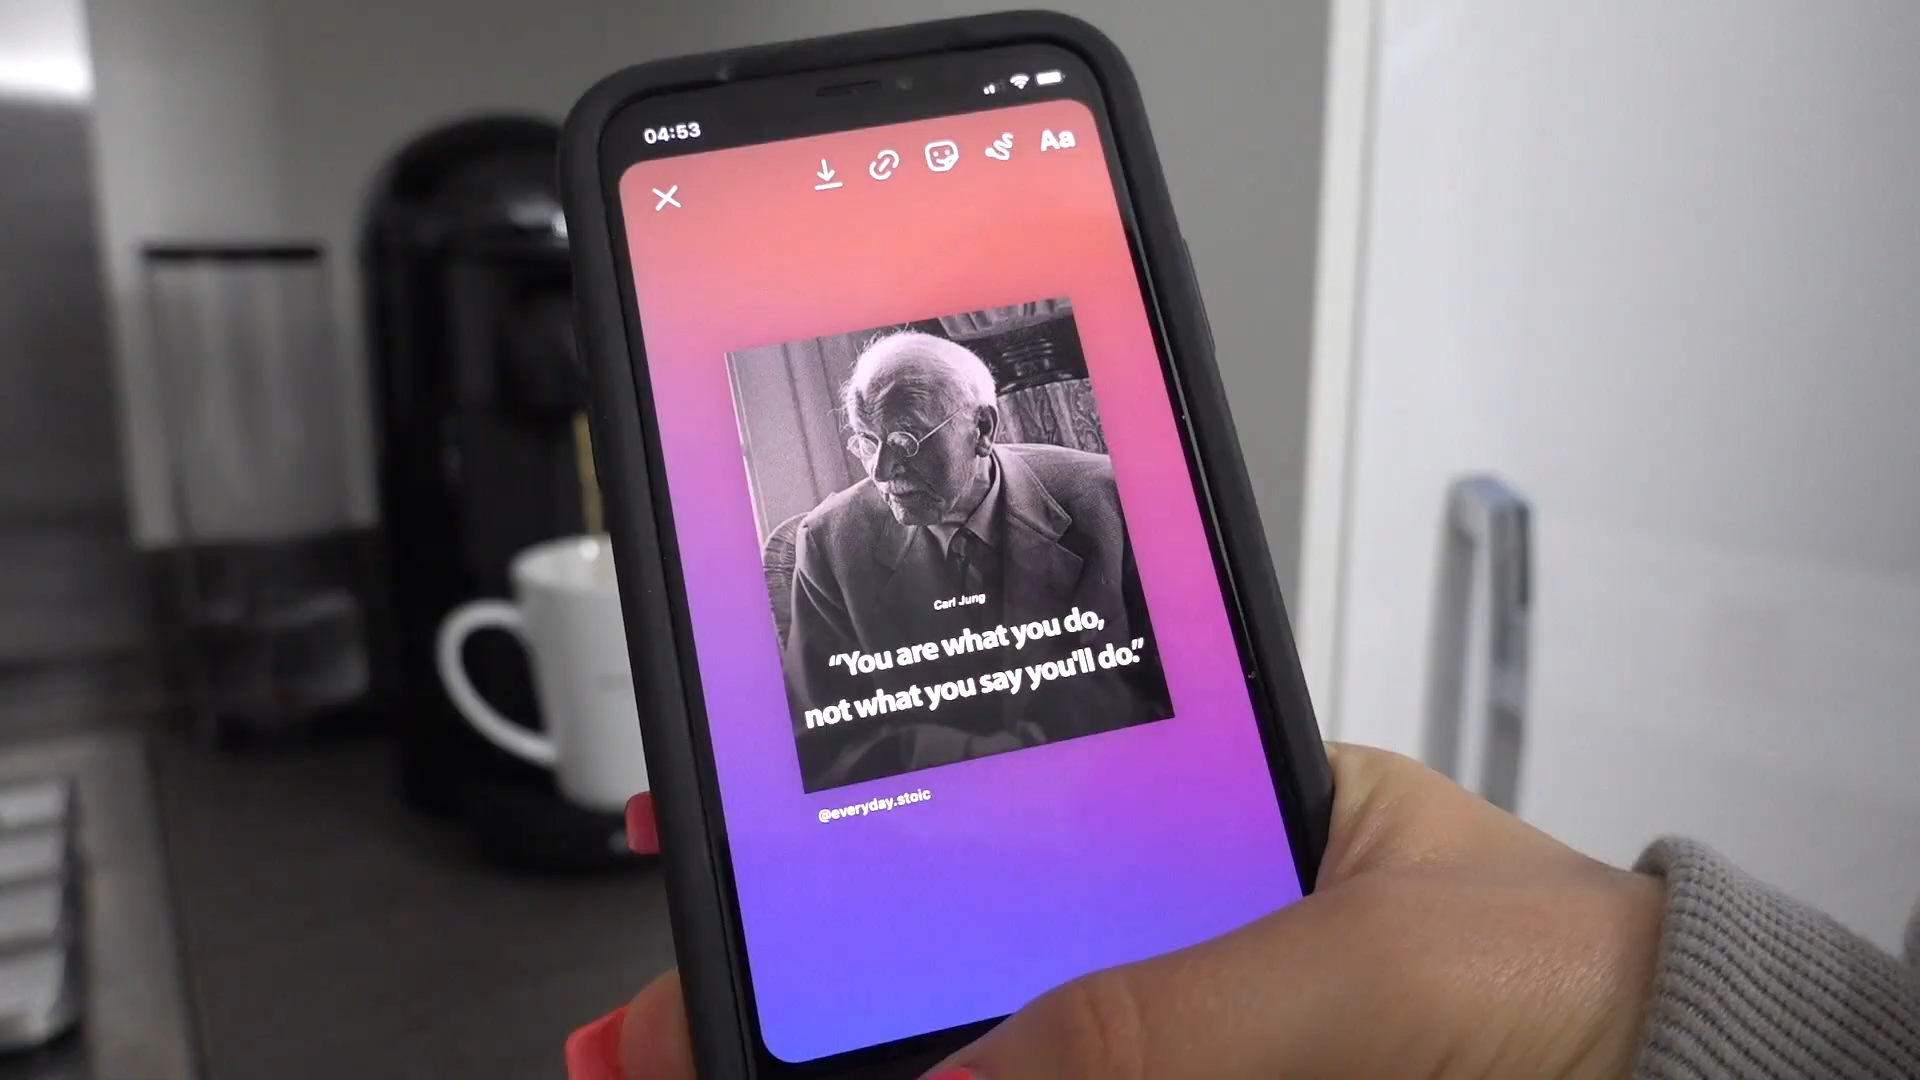 04:53
Aa
Carl Jung
“You are what you do,
not what you say you'll do.”
@everyday.stoic